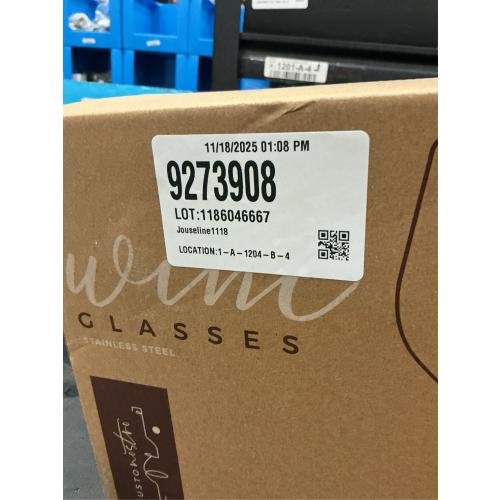 1201-A-4
11/18/2025 01:08 PM
9273908
LOT:1186046667
Jouseline1118
LOCATION:1-A-1204-B-4
wine
GLASSES
STAINLESS STEEL